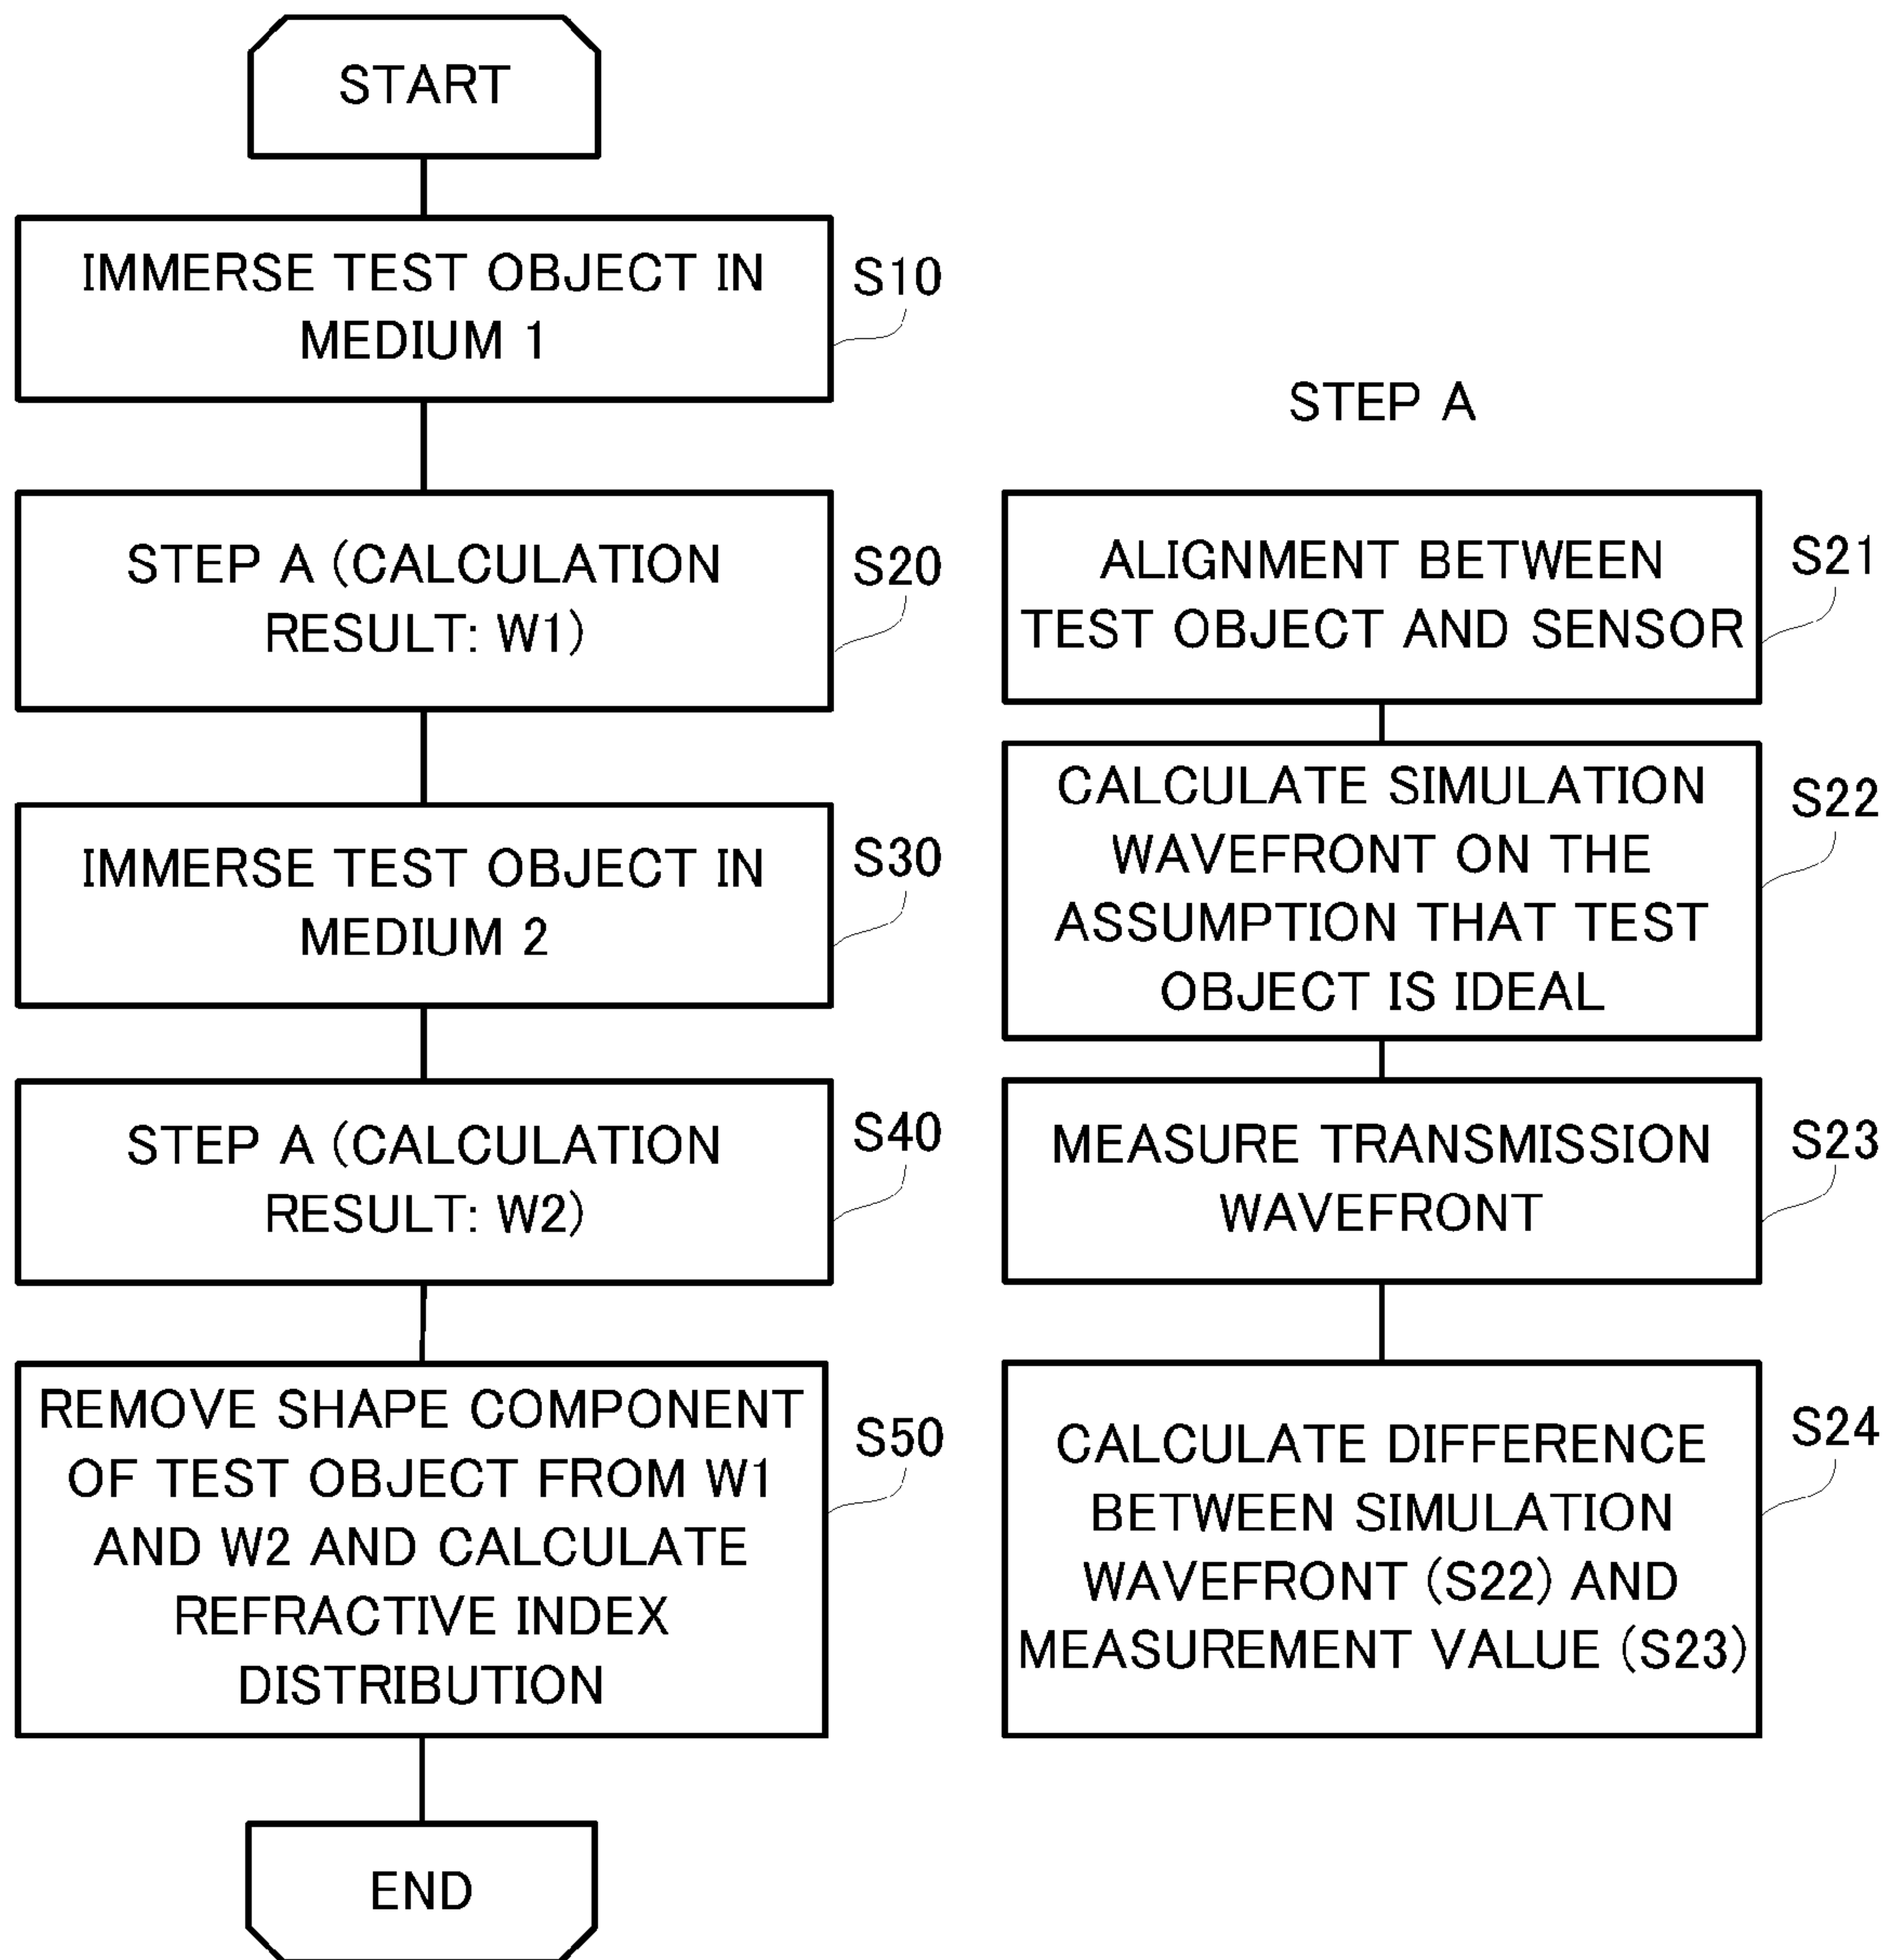 START
IMMERSE TEST OBJECT IN
MEDIUM 1
S10
STEP A (CALCULATION
RESULT: W1)
S20
IMMERSE TEST OBJECT IN
MEDIUM 2
S30
STEP A (CALCULATION
RESULT: W2)
S40
REMOVE SHAPE COMPONENT
OF TEST OBJECT FROM W1
AND W2 AND CALCULATE
REFRACTIVE INDEX
DISTRIBUTION
S50
END
STEP A
ALIGNMENT BETWEEN
TEST OBJECT AND SENSOR
S21
CALCULATE SIMULATION
WAVEFRONT ON THE
ASSUMPTION THAT TEST
OBJECT IS IDEAL
S22
MEASURE TRANSMISSION
WAVEFRONT
S23
CALCULATE DIFFERENCE
BETWEEN SIMULATION
WAVEFRONT (S22) AND
MEASUREMENT VALUE (S23)
S24